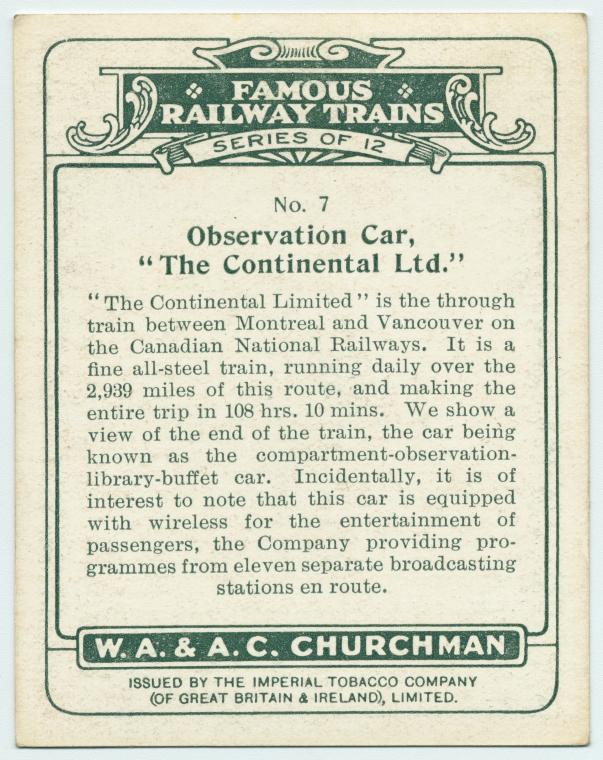 FAMOUS
RAILWAY TRAINS
SERIES OF 12
No. 7
Observation Car,
"The Continental Ltd."
"The Continental Limited" is the through
train between Montreal and Vancouver on
the Canadian National Railways. It is a
fine all-steel train, running daily over the
2,939 miles of this route, and making the
entire trip in 108 hrs. 10 mins. We show a
view of the end of the train, the car being
known as the compartment-observation-
library-buffet car. Incidentally, it is of
interest to note that this car is equipped
with wireless for the entertainment of
passengers, the Company providing pro-
grammes from eleven separate broadcasting
stations en route.
W. A. & A. C. CHURCHMAN
ISSUED BY THE IMPERIAL TOBACCO COMPANY
(OF GREAT BRITAIN & IRELAND), LIMITED.